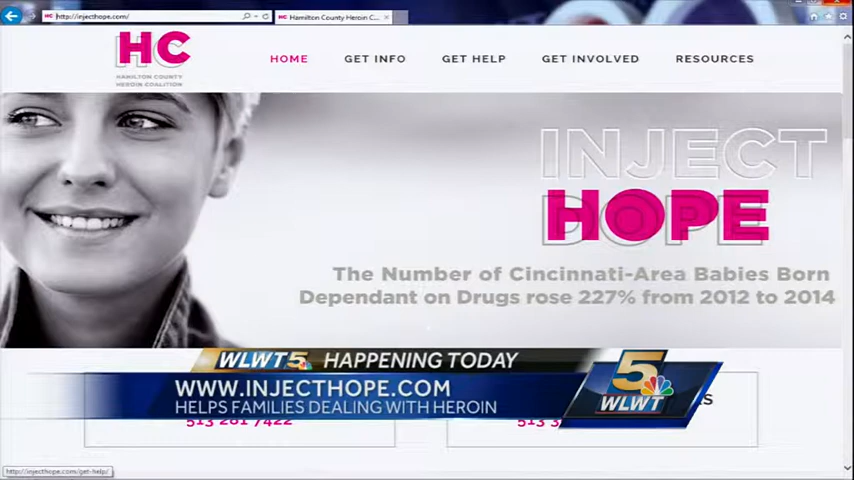 http://injecthope.com/
Hamilton County Heroin C...
HC
HAMILTON COUNTY
HEROIN COALITION
HOME
GET INFO
GET HELP
GET INVOLVED
RESOURCES
INJECT
HOPE
The Number of Cincinnati-Area Babies Born
Dependant on Drugs rose 227% from 2012 to 2014
WLWT 5 HAPPENING TODAY
WWW.INJECTHOPE.COM
HELPS FAMILIES DEALING WITH HEROIN
5
WLWT
513 281 7422
513 3
http://injecthope.com/get-help/